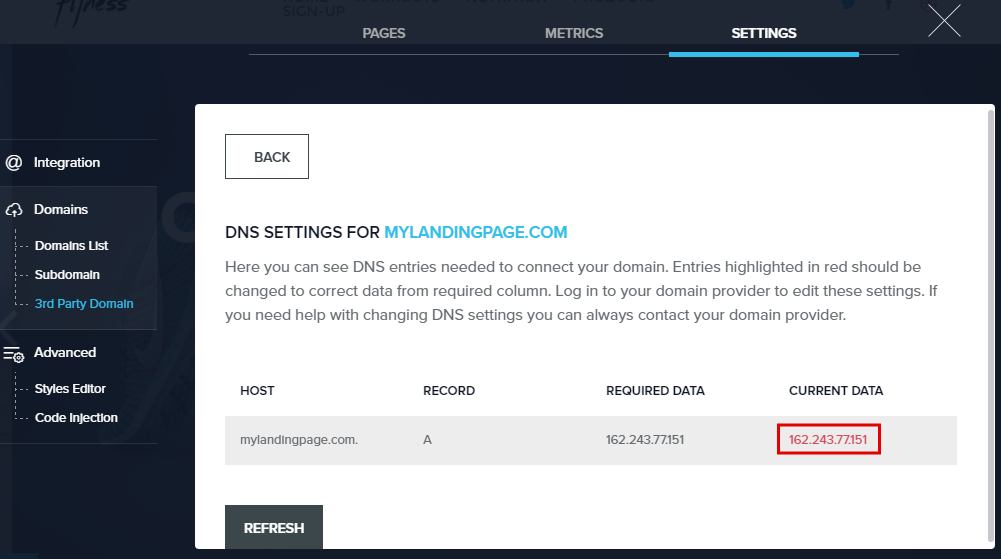 fitness
SIGN-UP
PAGES METRICS SETTINGS
@ Integration
Domains
Domains List
Subdomain
3rd Party Domain
Advanced
Styles Editor
Code Injection
BACK
DNS SETTINGS FOR MYLANDINGPAGE.COM
Here you can see DNS entries needed to connect your domain. Entries highlighted in red should be
changed to correct data from required column. Log in to your domain provider to edit these settings. If
you need help with changing DNS settings you can always contact your domain provider.
HOST RECORD REQUIRED DATA CURRENT DATA
mylandingpage.com. A 162.243.77.151 162.243.77.151
REFRESH